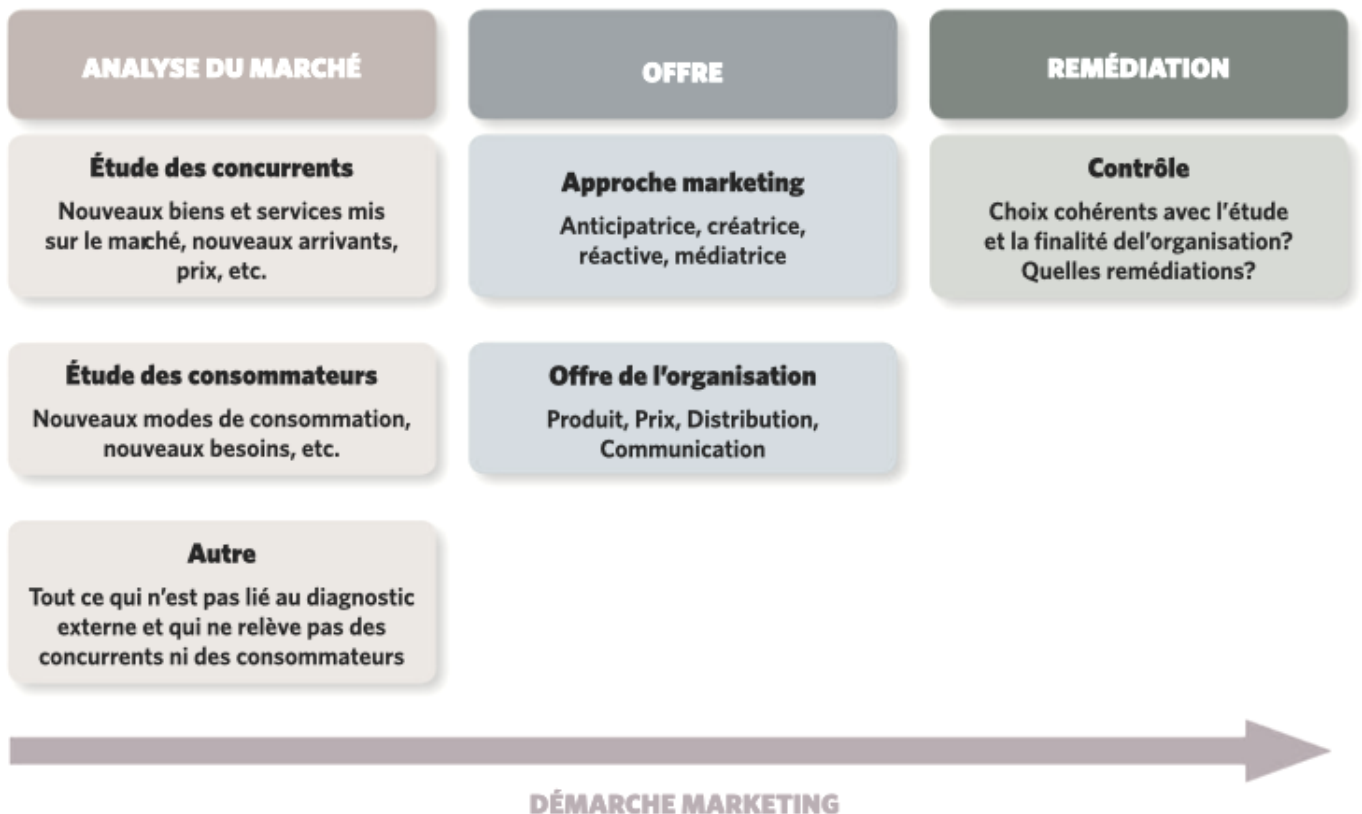 ANALYSE DU MARCHÉ
Étude des concurrents
Nouveaux biens et services mis
sur le marché, nouveaux arrivants,
prix, etc.
Étude des consommateurs
Nouveaux modes de consommation,
nouveaux besoins, etc.
Autre
Tout ce qui n'est pas lié au diagnostic
externe et qui ne relève pas des
concurrents ni des consommateurs
OFFRE
Approche marketing
Anticipatrice, créatrice,
réactive, médiatrice
Offre de l'organisation
Produit, Prix, Distribution,
Communication
REMÉDIATION
Contrôle
Choix cohérents avec l'étude
et la finalité del'organisation?
Quelles remédiations?
DÉMARCHE MARKETING